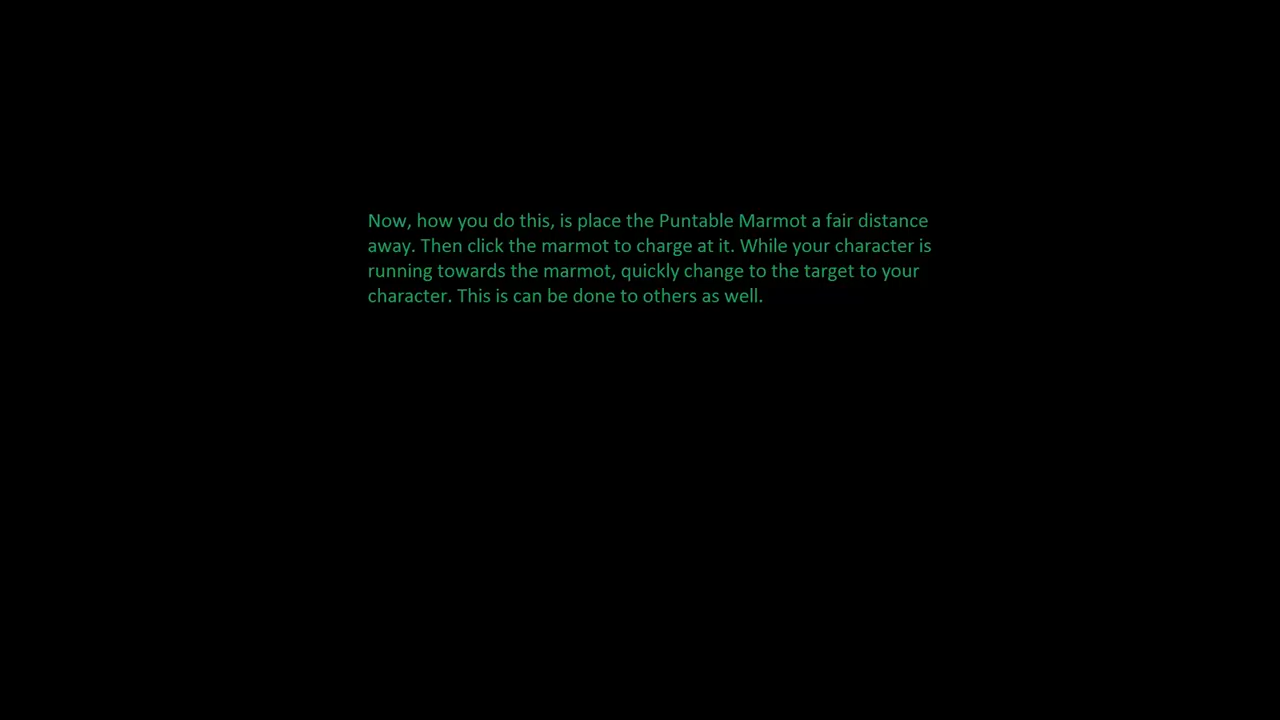 Now, how you do this, is place the Puntable Marmot a fair distance
away. Then click the marmot to charge at it. While your character is
running towards the marmot, quickly change to the target to your
character. This is can be done to others as well.